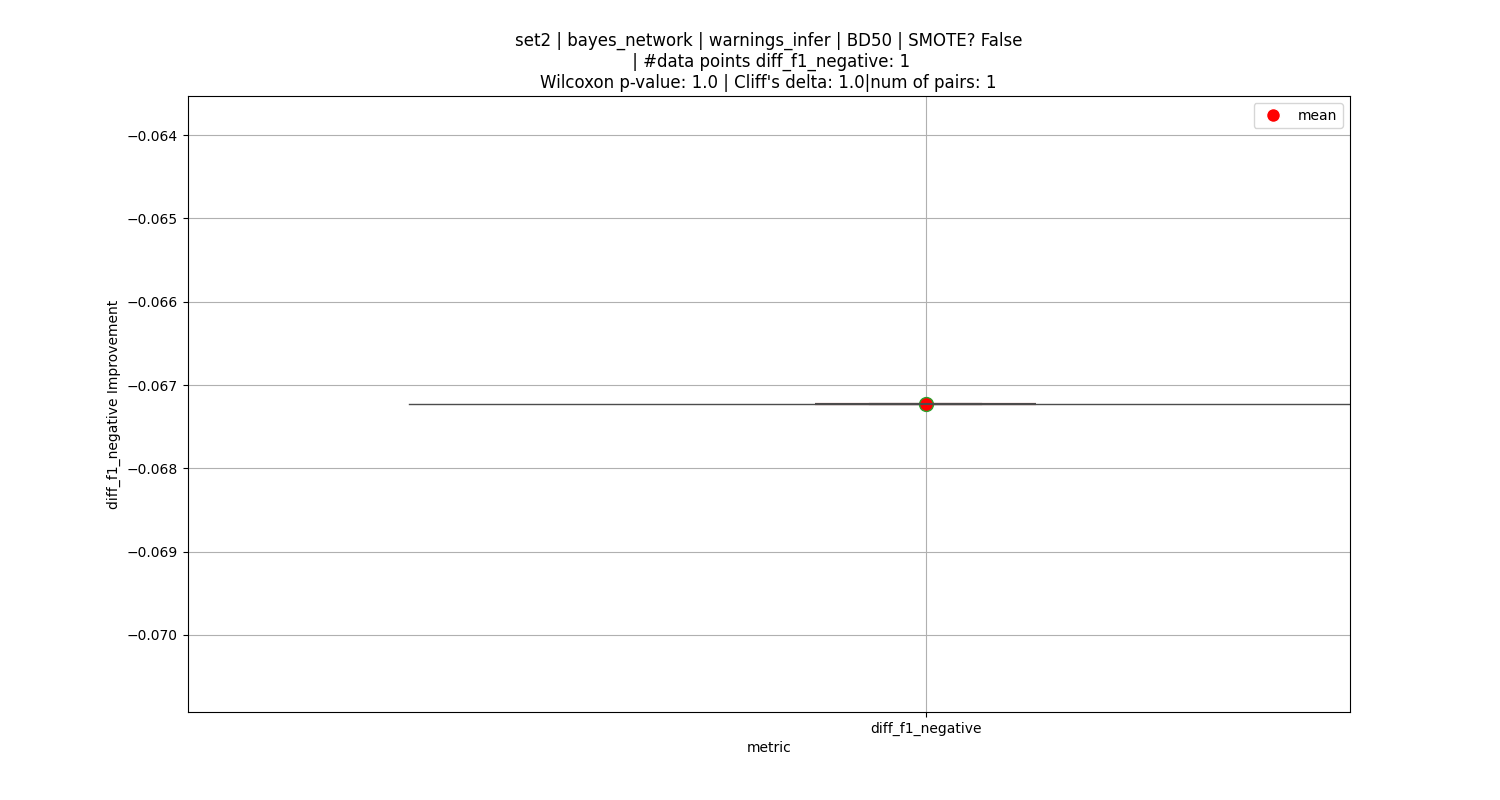 set2 | bayes_network | warnings_infer | BD50 | SMOTE? False
| #data points diff_f1_negative: 1
Wilcoxon p-value: 1.0 | Cliff's delta: 1.0|num of pairs: 1
mean
−0.064
−0.065
−0.066
−0.067
−0.068
−0.069
−0.070
diff_f1_negative Improvement
diff_f1_negative
metric